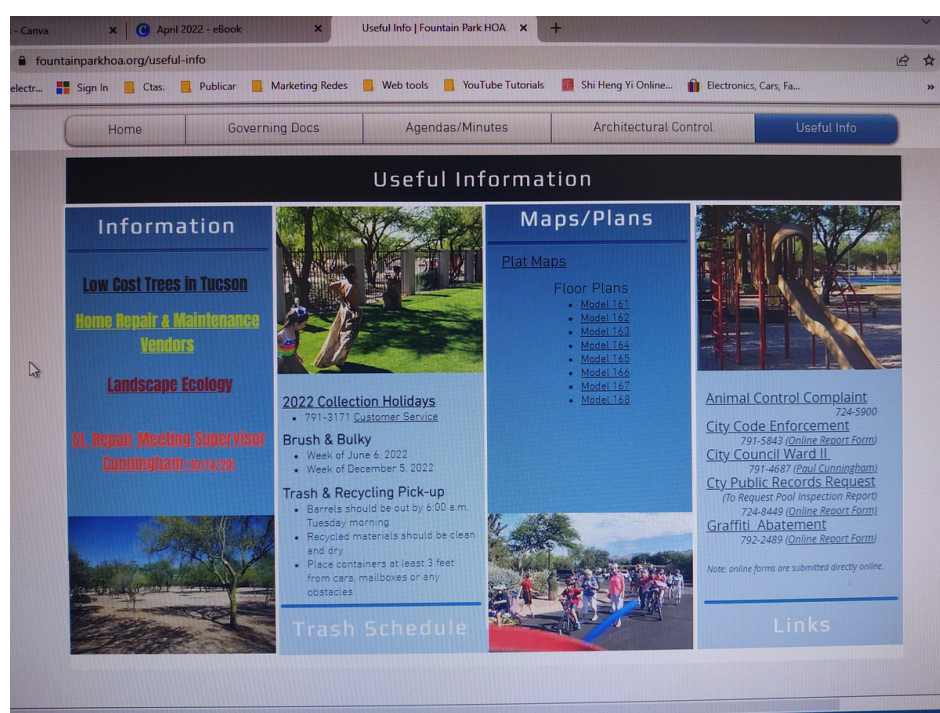 - Canva
April 2022 - eBook
Useful Info | Fountain Park HOA
fountainparkhoa.org/useful-info
electr...
Sign In
Ctas.
Publicar
Marketing Redes
Web tools
YouTube Tutorials
Shi Heng Yi Online...
Electronics, Cars, Fa...
Home
Governing Docs
Agendas/Minutes
Architectural Control
Useful Info
Useful Information
Information
Low Cost Trees in Tucson
Home Repair & Maintenance
Vendors
Landscape Ecology
St. Repair Meeting Supervisor
Cunningham (10/14/20)
2022 Collection Holidays
791-3171 Customer Service
Brush & Bulky
Week of June 6, 2022
Week of December 5, 2022
Trash & Recycling Pick-up
Barrels should be out by 6:00 a.m.
Tuesday morning
Recycled materials should be clean
and dry
Place containers at least 3 feet
from cars, mailboxes or any
obstacles
Trash Schedule
Maps/Plans
Plat Maps
Floor Plans
Model 161
Model 162
Model 163
Model 164
Model 165
Model 166
Model 167
Model 168
Animal Control Complaint
724-5900
City Code Enforcement
791-5843 (Online Report Form)
City Council Ward II
791-4687 (Paul Cunningham)
Cty Public Records Request
(To Request Pool Inspection Report)
724-8449 (Online Report Form)
Graffiti Abatement
792-2489 (Online Report Form)
Note: online forms are submitted directly online.
Links